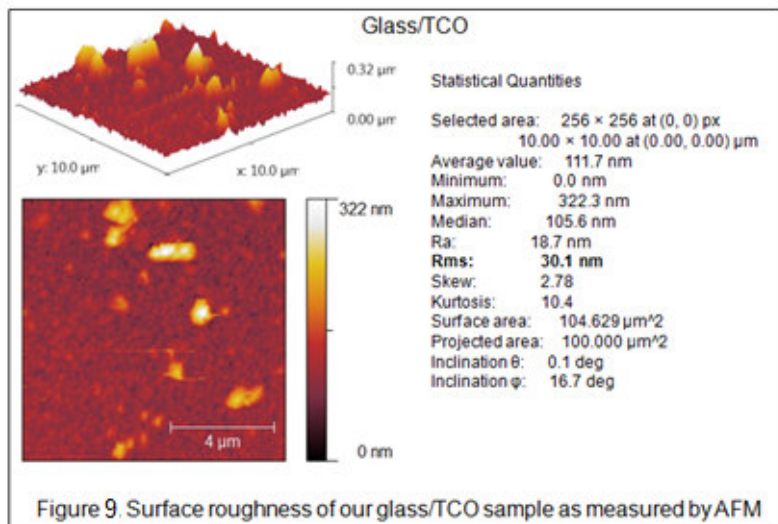 Glass/TCO
0.32 µm
0.00 µm
y: 10.0 µm
x: 10.0 µm
322 nm
4 µm
0 nm
Statistical Quantities
Selected area: 256 × 256 at (0, 0) px
10.00 × 10.00 at (0.00, 0.00) µm
Average value: 111.7 nm
Minimum: 0.0 nm
Maximum: 322.3 nm
Median: 105.6 nm
Ra: 18.7 nm
Rms: 30.1 nm
Skew: 2.78
Kurtosis: 10.4
Surface area: 104.629 µm^2
Projected area: 100.000 µm^2
Inclination θ: 0.1 deg
Inclination φ: 16.7 deg
Figure 9. Surface roughness of our glass/TCO sample as measured by AFM